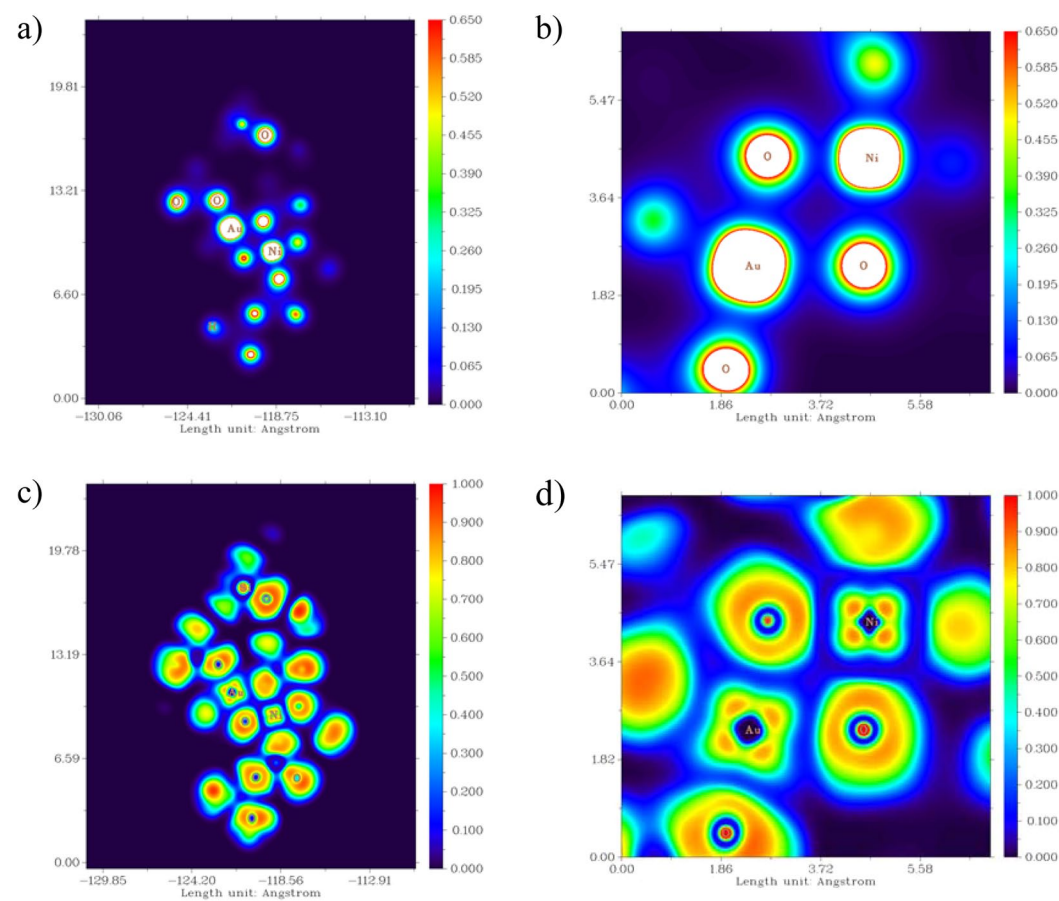 a)
19.81
13.21
6.60
0.00
−130.06 −124.41 −118.75 −113.10
Length unit: Angstrom
0.650
0.585
0.520
0.455
0.390
0.325
0.260
0.195
0.130
0.065
0.000
O
O O
Au
Ni
b)
5.47
3.64
1.82
0.00
0.00 1.86 3.72 5.58
Length unit: Angstrom
0.650
0.585
0.520
0.455
0.390
0.325
0.260
0.195
0.130
0.065
0.000
O Ni
Au O
O
c)
19.78
13.19
6.59
0.00
−129.85 −124.20 −118.56 −112.91
Length unit: Angstrom
1.000
0.900
0.800
0.700
0.600
0.500
0.400
0.300
0.200
0.100
0.000
Au
Ni
d)
5.47
3.64
1.82
0.00
0.00 1.86 3.72 5.58
Length unit: Angstrom
1.000
0.900
0.800
0.700
0.600
0.500
0.400
0.300
0.200
0.100
0.000
Ni
Au